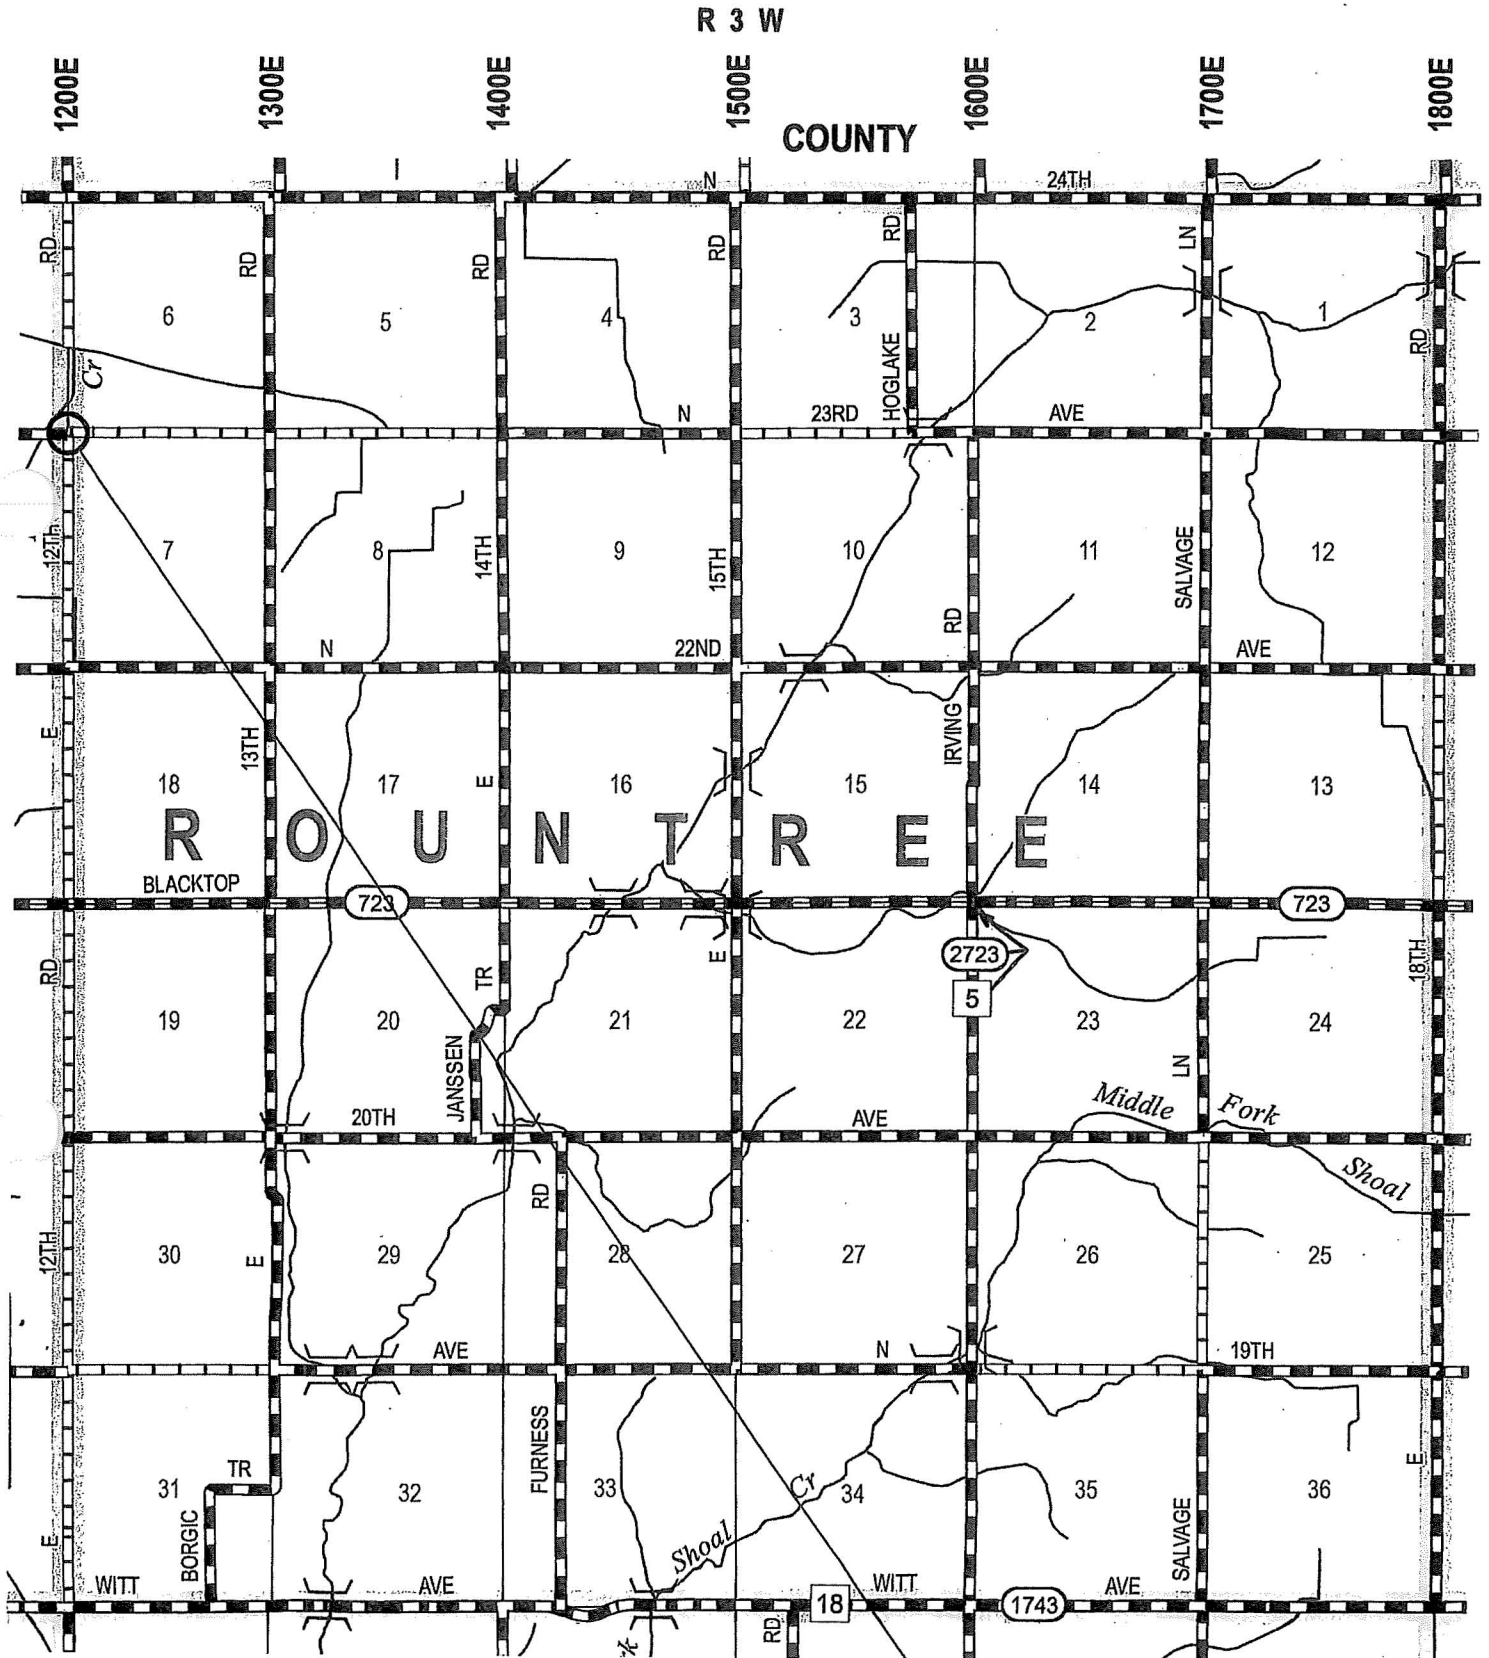 R 3 W
1200E 1300E 1400E 1500E 1600E 1700E 1800E
COUNTY
N 24TH
RD RD RD RD RD LN
6 5 4 3 2 1
HOGLAKE RD
Cr
N 23RD AVE
12TH 7 8 14TH 9 15TH 10 RD 11 SALVAGE 12
N 22ND AVE
E 13TH E IRVING
18 17 16 15 14 13
ROUNTREE
BLACKTOP
723 723
RD TR E 2723 18TH
5
19 20 21 22 23 24
JANSSEN LN
20TH AVE Middle Fork
Shoal
12TH E RD
30 29 28 27 26 25
AVE N 19TH
TR FURNESS E
31 32 33 Cr 34 35 36
E BORGIC Shoal SALVAGE
WITT AVE 18 WITT 1743 AVE
RD
rk